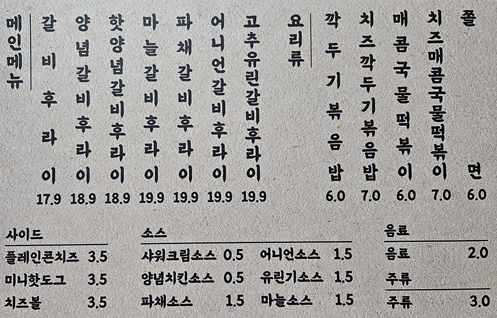 메인메뉴
갈비후라이 17.9
양념갈비후라이 18.9
핫양념갈비후라이 18.9
마늘갈비후라이 19.9
파채갈비후라이 19.9
어니언갈비후라이 19.9
고추유린갈비후라이 19.9
요리류
깍두기볶음밥 6.0
치즈깍두기볶음밥 7.0
매콤국물떡볶이 6.0
치즈매콤국물떡볶이 7.0
쫄면 6.0
사이드
플레인콘치즈 3.5
미니핫도그 3.5
치즈볼 3.5
소스
샤워크림소스 0.5 어니언소스 1.5
양념치킨소스 0.5 유린기소스 1.5
파채소스 1.5 마늘소스 1.5
음료
음료 2.0
주류
주류 3.0